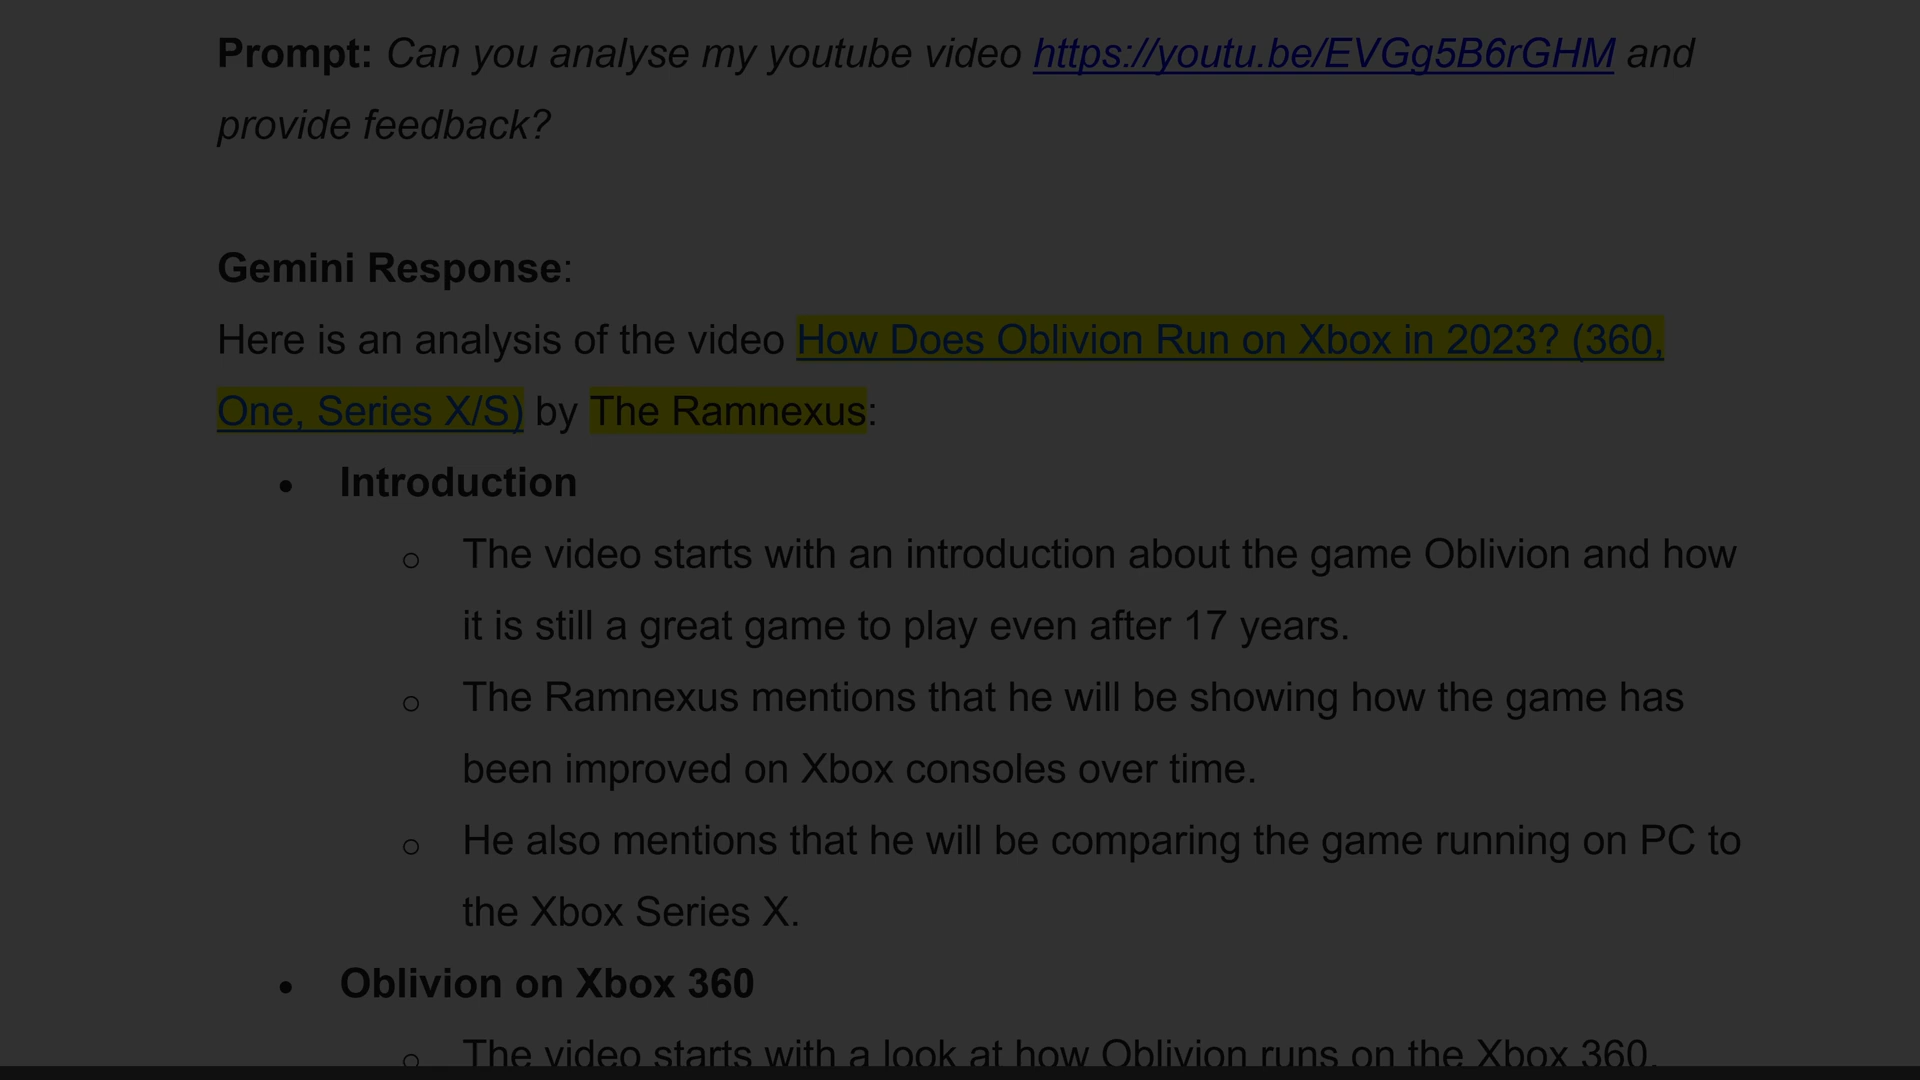 Prompt: Can you analyse my youtube video https://youtu.be/EVGg5B6rGHM and
provide feedback?
Gemini Response:
Here is an analysis of the video How Does Oblivion Run on Xbox in 2023? (360,
One, Series X/S) by The Ramnexus:
• Introduction
○ The video starts with an introduction about the game Oblivion and how
it is still a great game to play even after 17 years.
○ The Ramnexus mentions that he will be showing how the game has
been improved on Xbox consoles over time.
○ He also mentions that he will be comparing the game running on PC to
the Xbox Series X.
• Oblivion on Xbox 360
○ The video starts with a look at how Oblivion runs on the Xbox 360.